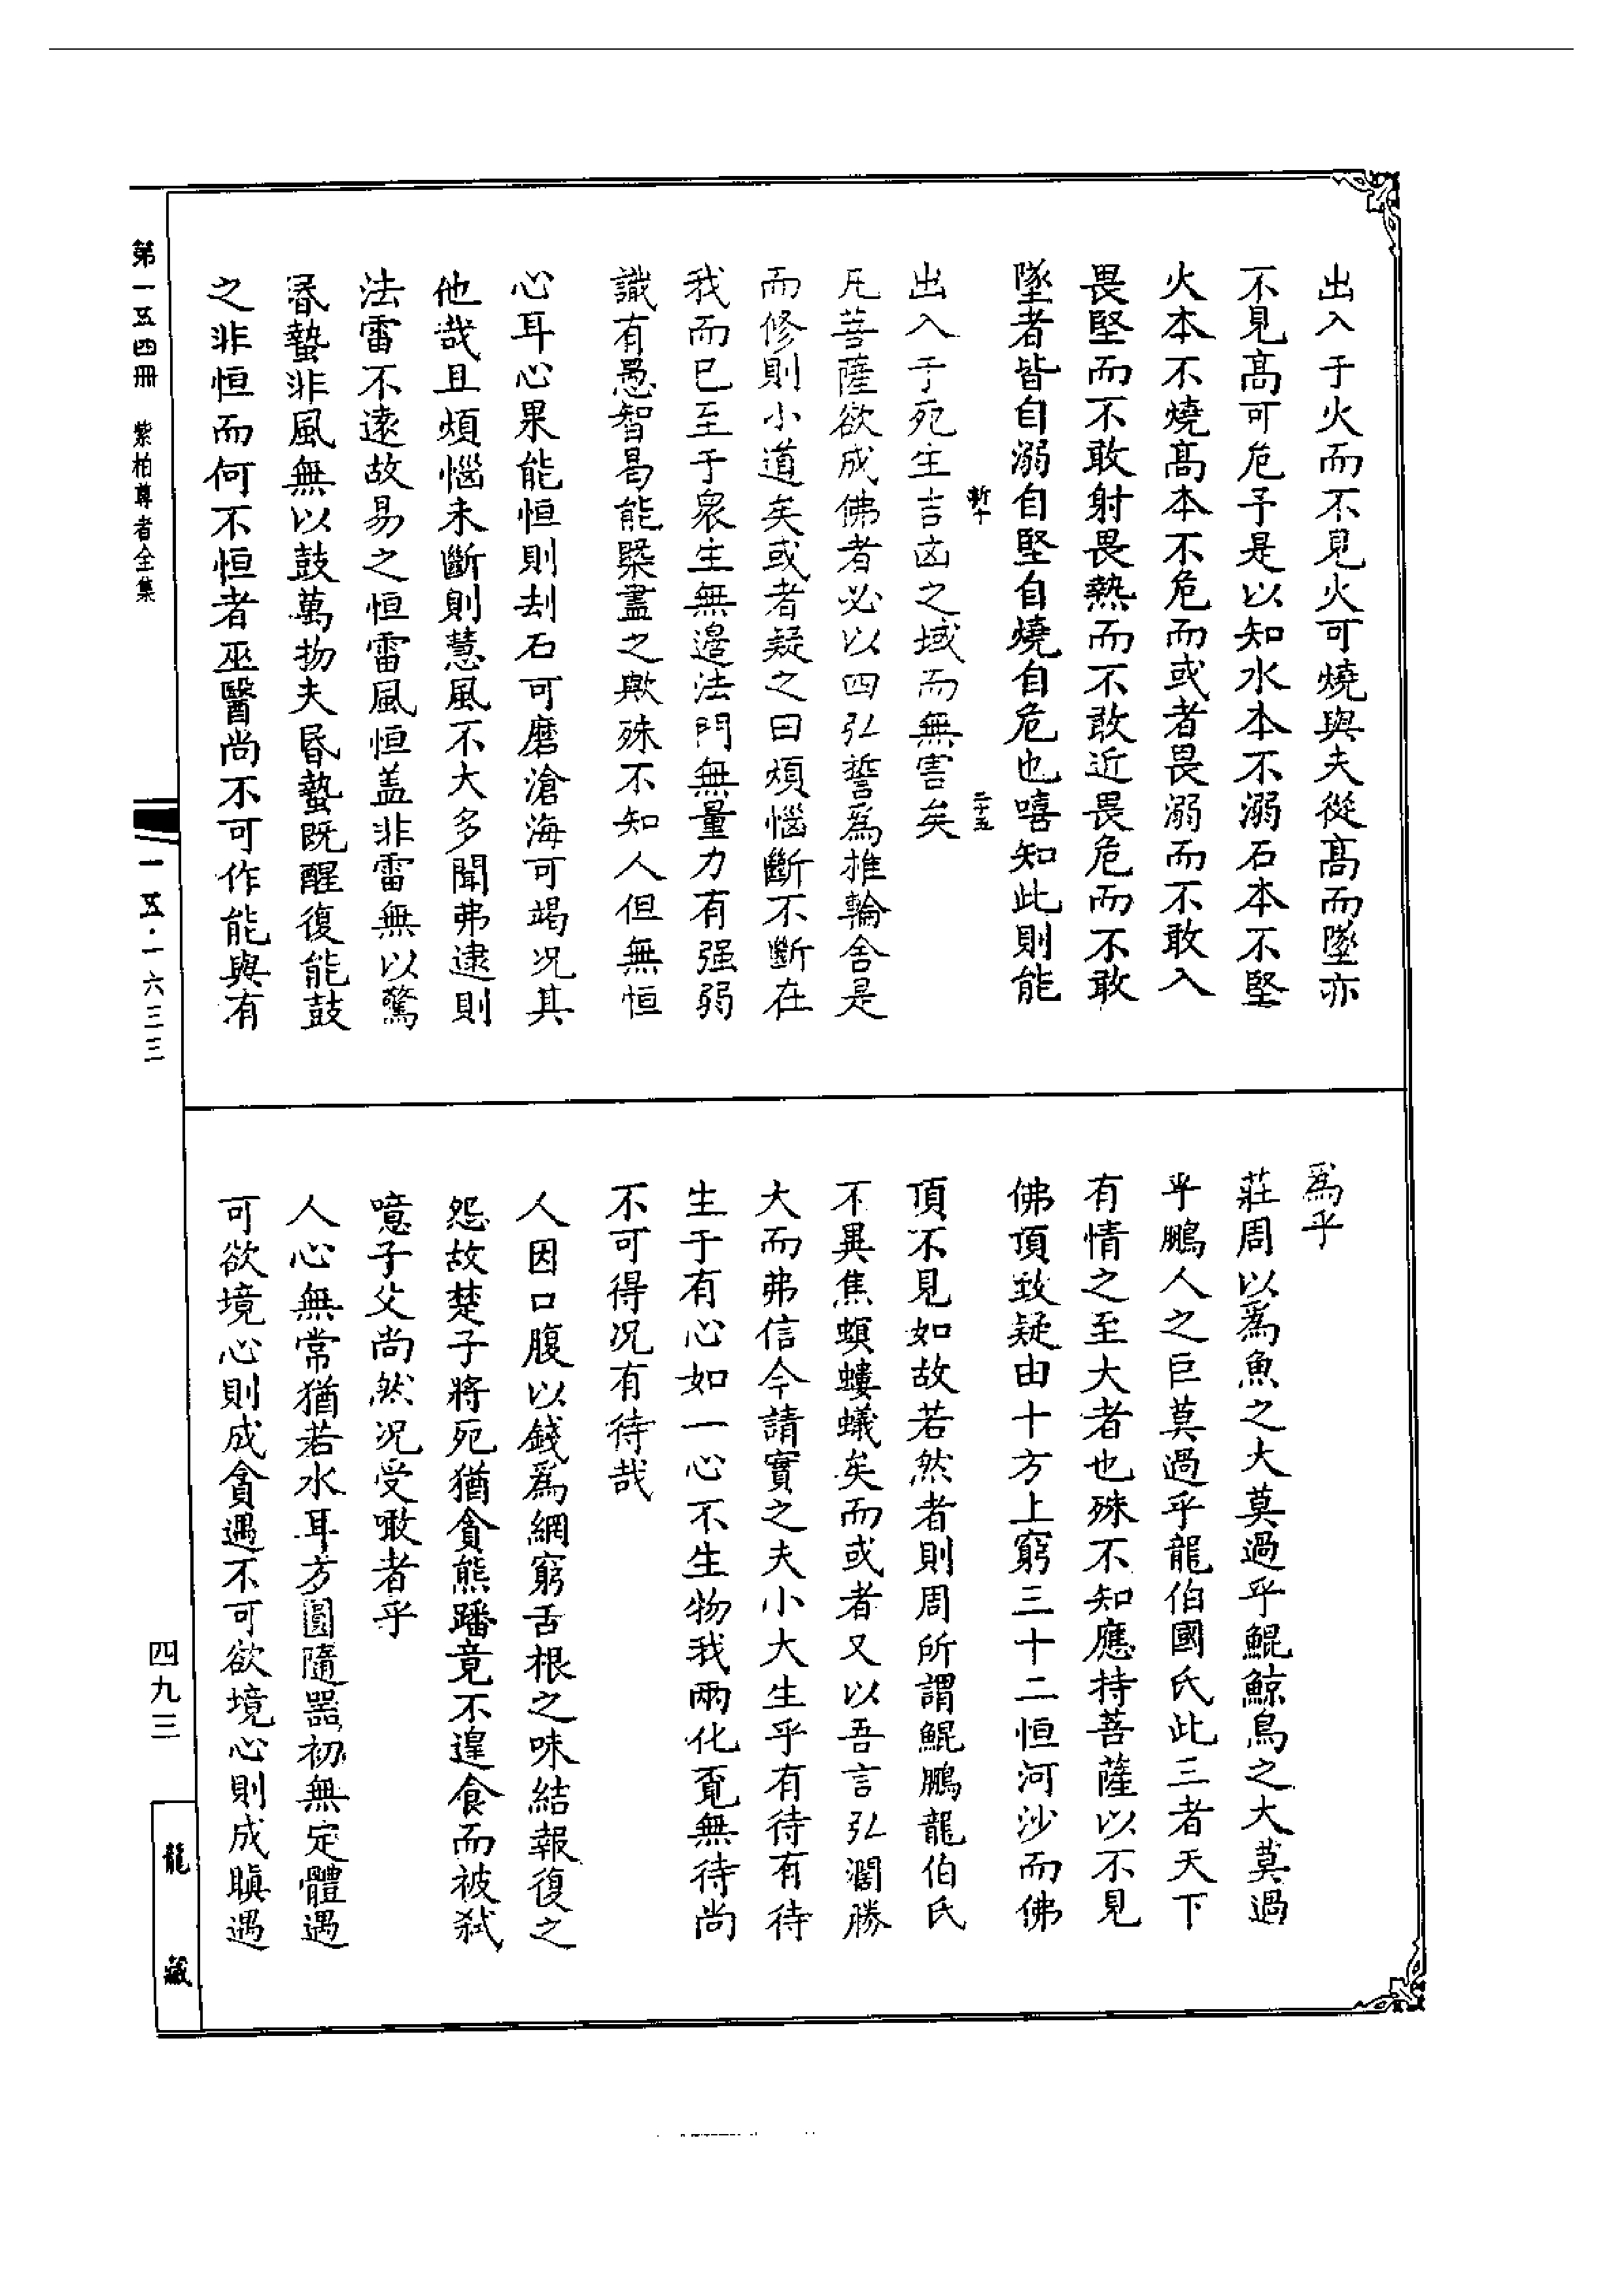 出入于火而不見火可燒與夫從高而墜亦
不見高可危予是以知水本不溺石本不堅
火本不燒高本不危而或者畏溺而不敢入
畏堅而不敢射畏熱而不敢近畏危而不敢
墜者皆自溺自堅自燒自危也嘻知此則能
斬十 二十五
出入于死生吉凶之域而無害矣
凡菩薩欲成佛者必以四弘誓爲推輪舍是
而修則小道矣或者疑之曰煩惱斷不斷在
我而已至于衆生無邊法門無量力有强弱
識有愚智曷能槩盡之歟殊不知人但無恒
心耳心果能恒則刦石可磨滄海可竭况其
他哉且煩惱未斷則慧風不大多聞弗逮則
法雷不遠故易之恒雷風恒盖非雷無以驚
昏蟄非風無以鼓萬物夫昏蟄既醒復能鼓
之非恒而何不恒者巫醫尚不可作能與有
爲乎
莊周以爲魚之大莫過乎鯤鯨鳥之大莫過
乎鵬人之巨莫過乎龍伯國氏此三者天下
有情之至大者也殊不知應持菩薩以不見
佛頂致疑由十方上窮三十二恒河沙而佛
頂不見如故若然者則周所謂鯤鵬龍伯氏
不異焦螟螻蟻矣而或者又以吾言弘濶勝
大而弗信今請實之夫小大生乎有待有待
生于有心如一心不生物我兩化覔無待尚
不可得况有待哉
人因口腹以錢爲網窮舌根之味結報復之
怨故楚子將死猶貪熊蹯竟不遑食而被弑
噫子父尚然况受噉者乎
人心無常猶若水耳方圓隨器初無定體遇
可欲境心則成貪遇不可欲境心則成瞋遇
第一五四冊 紫柏尊者全集
一五·一六三三
四九三
龍藏